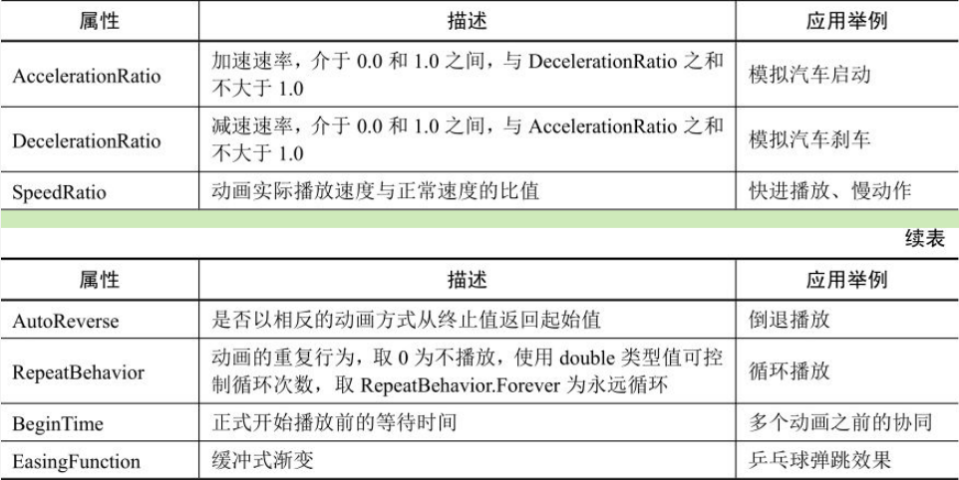 属性 描述 应用举例
AccelerationRatio 加速速率，介于 0.0 和 1.0 之间，与 DecelerationRatio 之和
不大于 1.0 模拟汽车启动
DecelerationRatio 减速速率，介于 0.0 和 1.0 之间，与 AccelerationRatio 之和
不大于 1.0 模拟汽车刹车
SpeedRatio 动画实际播放速度与正常速度的比值 快进播放、慢动作
续表
属性 描述 应用举例
AutoReverse 是否以相反的动画方式从终止值返回起始值 倒退播放
RepeatBehavior 动画的重复行为，取 0 为不播放，使用 double 类型值可控
制循环次数，取 RepeatBehavior.Forever 为永远循环 循环播放
BeginTime 正式开始播放前的等待时间 多个动画之前的协同
EasingFunction 缓冲式渐变 乒乓球弹跳效果